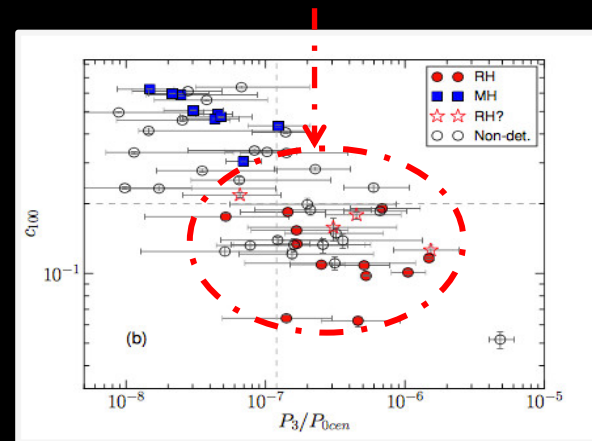 RH
MH
RH?
Non-det.
c₁₀₀
10⁻¹
(b)
10⁻⁸
10⁻⁷
10⁻⁶
10⁻⁵
P₃/P₀cen